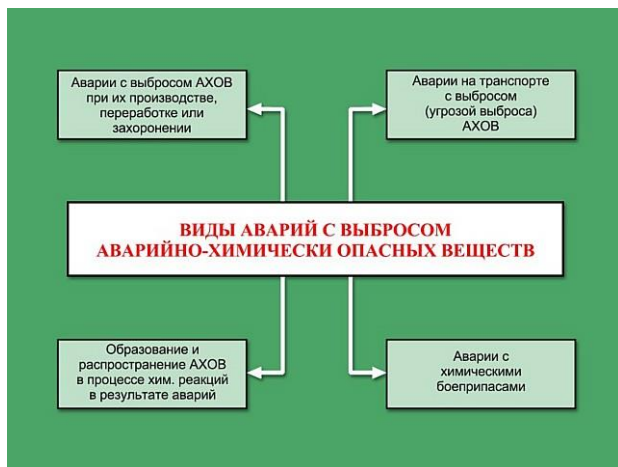 Аварии с выбросом АХОВ
при их производстве,
переработке или
захоронении
Аварии на транспорте
с выбросом
(угрозой выброса)
АХОВ
ВИДЫ АВАРИЙ С ВЫБРОСОМ
АВАРИЙНО-ХИМИЧЕСКИ ОПАСНЫХ ВЕЩЕСТВ
Образование и
распространение АХОВ
в процессе хим. реакций
в результате аварий
Аварии с
химическими
боеприпасами